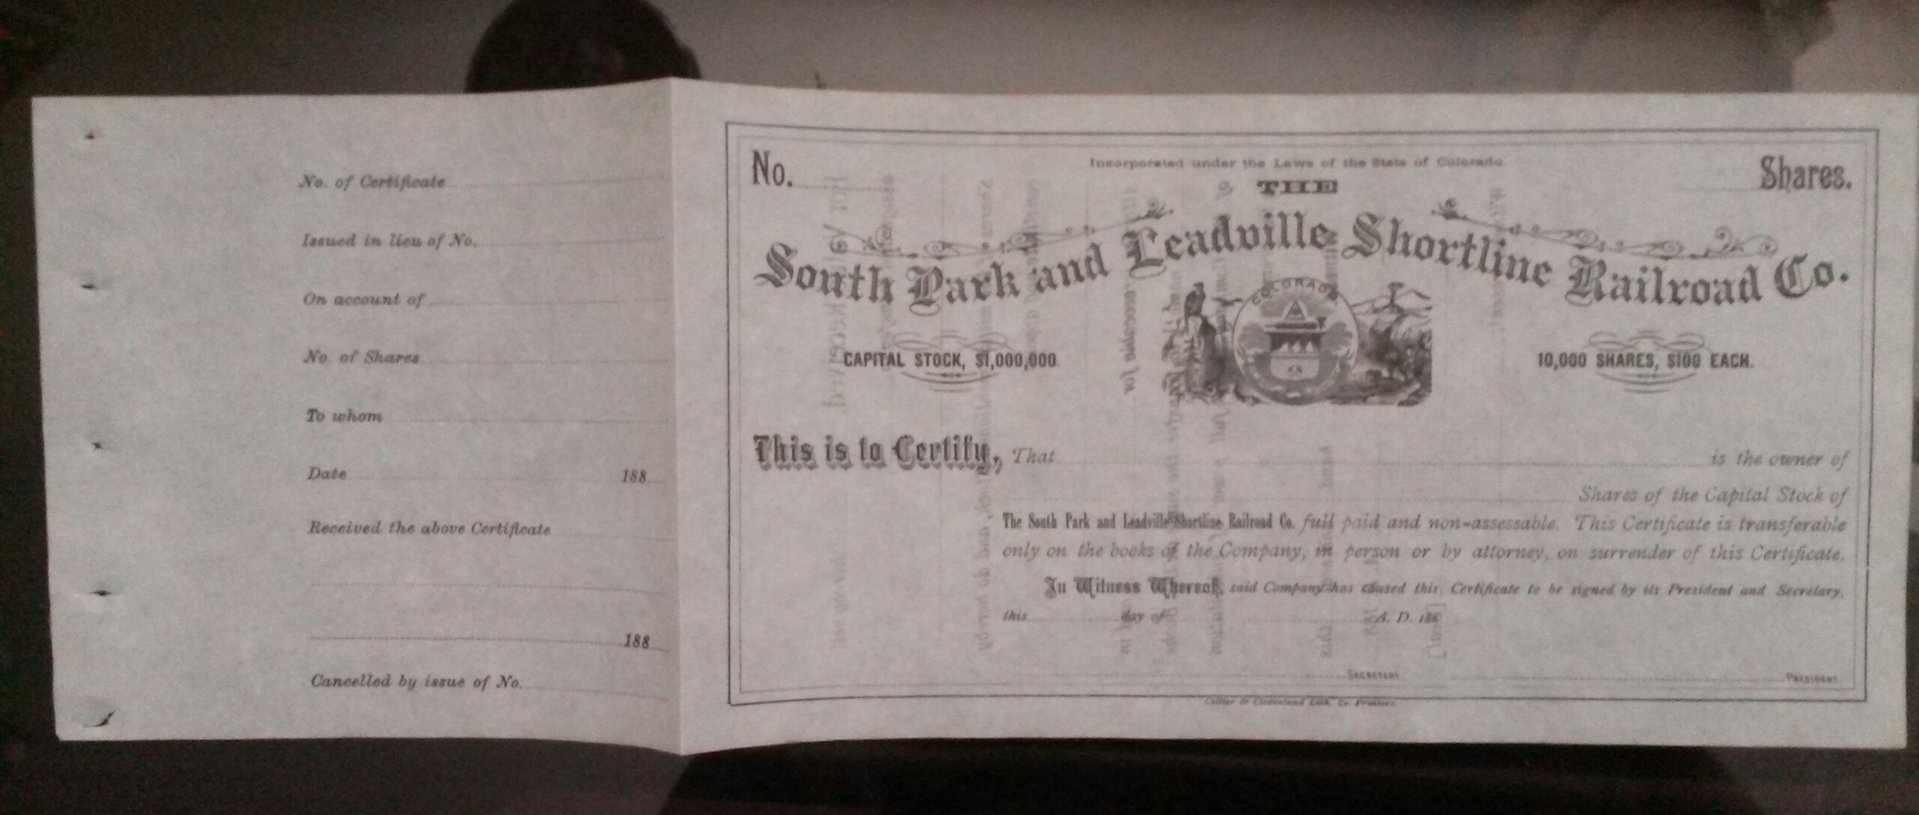 No. of Certificate
Issued in lieu of No.
On account of
No. of Shares
To whom
Date 188
Received the above Certificate
188
Cancelled by issue of No.
No.
Incorporated under the Laws of the State of Colorado.
Shares.
THE
South Park and Leadville Shortline Railroad Co.
COLORADO
CAPITAL STOCK, $1,000,000
10,000 SHARES, $100 EACH.
This is to Certify, That is the owner of
Shares of the Capital Stock of
The South Park and Leadville Shortline Railroad Co. full paid and non-assessable. This Certificate is transferable
only on the books of the Company, in person or by attorney, on surrender of this Certificate.
In Witness Whereof, said Company has caused this Certificate to be signed by its President and Secretary,
this day of A. D. 188
SECRETARY.
PRESIDENT.
Collier & Cleaveland Lith. Co. Printers.